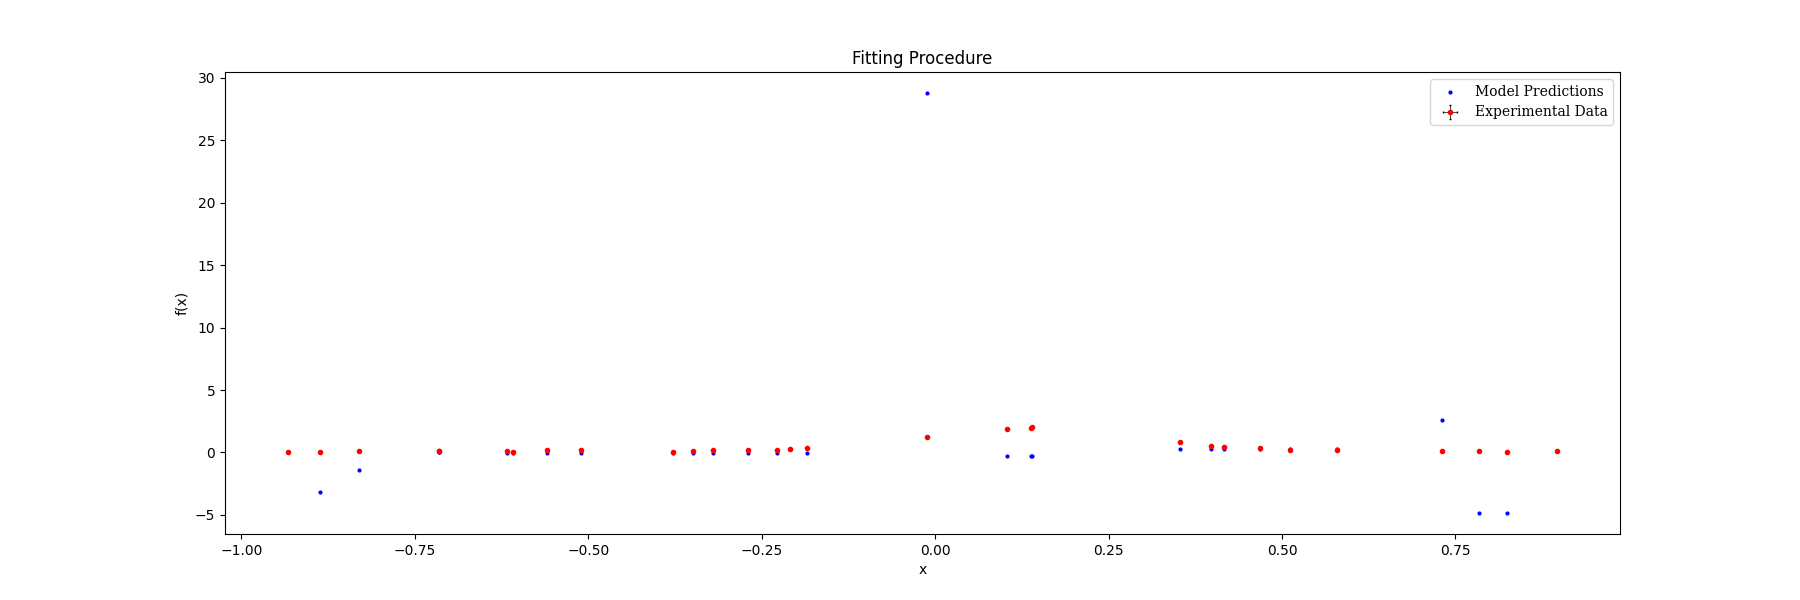 Fitting Procedure
30
25
20
15
10
5
0
−5
f(x)
Model Predictions
Experimental Data
−1.00 −0.75 −0.50 −0.25 0.00 0.25 0.50 0.75
x